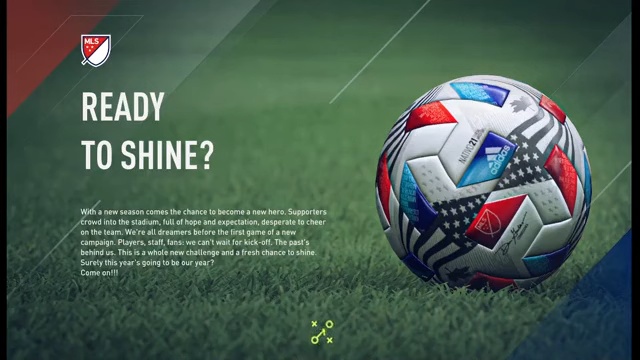 MLS
READY
TO SHINE?
With a new season comes the chance to become a new hero. Supporters
crowd into the stadium, full of hope and expectation, desperate to cheer
on the team. We're all dreamers before the first game of a new
campaign. Players, staff, fans: we can't wait for kick-off. The past's
behind us. This is a whole new challenge and a fresh chance to shine.
Surely this year's going to be our year?
Come on!!!
NATIVO 21
adidas